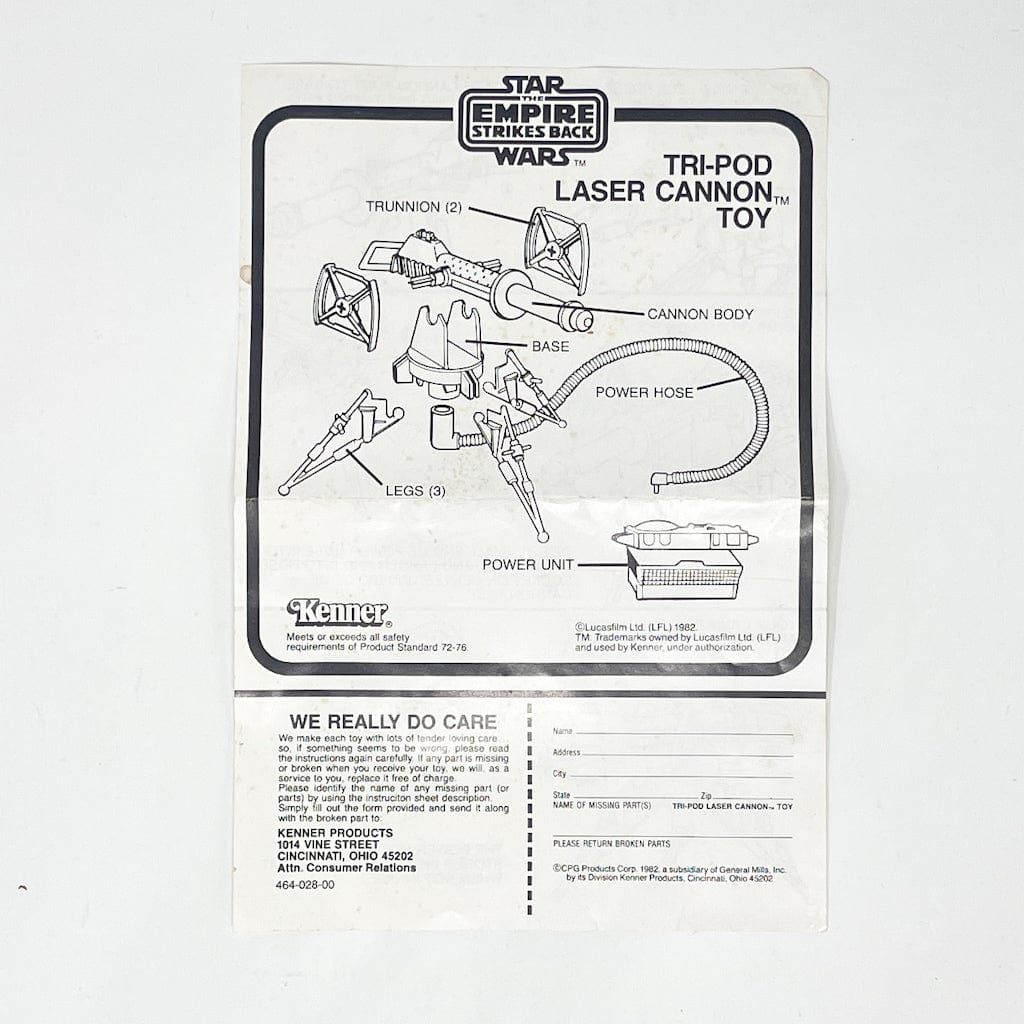 STAR
THE
EMPIRE
STRIKES BACK
WARS TM
TRI-POD
LASER CANNON TM
TOY
TRUNNION (2)
CANNON BODY
BASE
POWER HOSE
LEGS (3)
POWER UNIT
Kenner®
Meets or exceeds all safety
requirements of Product Standard 72-76.
©Lucasfilm Ltd. (LFL) 1982.
TM: Trademarks owned by Lucasfilm Ltd. (LFL)
and used by Kenner, under authorization.
WE REALLY DO CARE
We make each toy with lots of tender loving care...
so, if something seems to be wrong, please read
the instructions again carefully. If any part is missing
or broken when you receive your toy, we will, as a
service to you, replace it free of charge.
Please identify the name of any missing part (or
parts) by using the instruciton sheet description.
Simply fill out the form provided and send it along
with the broken part to:
KENNER PRODUCTS
1014 VINE STREET
CINCINNATI, OHIO 45202
Attn. Consumer Relations
464-028-00
Name
Address
City
State Zip
NAME OF MISSING PART(S) TRI-POD LASER CANNON TM TOY
PLEASE RETURN BROKEN PARTS
©CPG Products Corp. 1982, a subsidiary of General Mills, Inc.
by its Division Kenner Products, Cincinnati, Ohio 45202